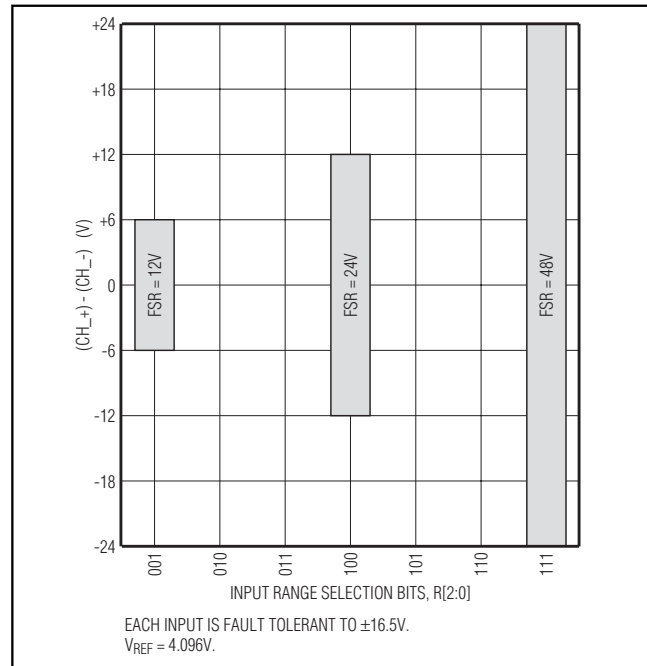 +24
+18
+12
+6
0
-6
-12
-18
-24
(CH_+) - (CH_-) (V)
FSR = 12V
FSR = 24V
FSR = 48V
001
010
011
100
101
110
111
INPUT RANGE SELECTION BITS, R[2:0]
EACH INPUT IS FAULT TOLERANT TO ±16.5V.
VREF = 4.096V.